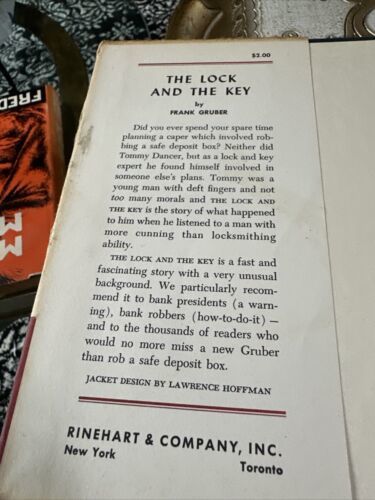 $2.00
THE LOCK
AND THE KEY
by
FRANK GRUBER
Did you ever spend your spare time
planning a caper which involved rob-
bing a safe deposit box? Neither did
Tommy Dancer, but as a lock and key
expert he found himself involved in
someone else's plans. Tommy was a
young man with deft fingers and not
too many morals and THE LOCK AND
THE KEY is the story of what happened
to him when he listened to a man with
more cunning than locksmithing
ability.
THE LOCK AND THE KEY is a fast and
fascinating story with a very unusual
background. We particularly recom-
mend it to bank presidents (a warn-
ing), bank robbers (how-to-do-it) —
and to the thousands of readers who
would no more miss a new Gruber
than rob a safe deposit box.
JACKET DESIGN BY LAWRENCE HOFFMAN
RINEHART & COMPANY, INC.
New York
Toronto
FRED